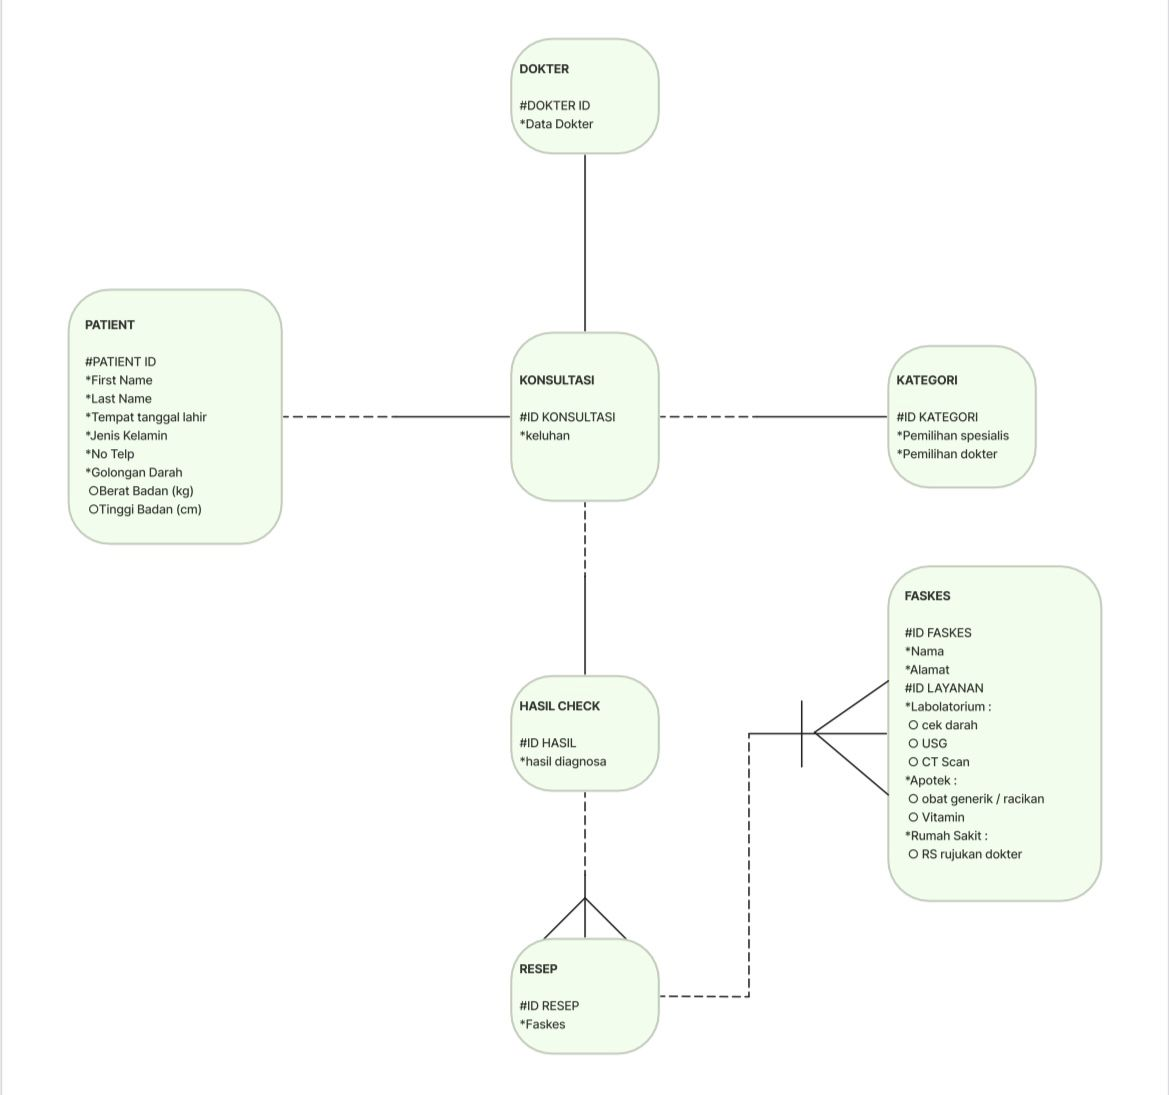 DOKTER
#DOKTER ID
*Data Dokter
PATIENT
#PATIENT ID
*First Name
*Last Name
*Tempat tanggal lahir
*Jenis Kelamin
*No Telp
*Golongan Darah
OBerat Badan (kg)
OTinggi Badan (cm)
KONSULTASI
#ID KONSULTASI
*keluhan
KATEGORI
#ID KATEGORI
*Pemilihan spesialis
*Pemilihan dokter
FASKES
#ID FASKES
*Nama
*Alamat
#ID LAYANAN
*Labolatorium :
O cek darah
O USG
O CT Scan
*Apotek :
O obat generik / racikan
O Vitamin
*Rumah Sakit :
O RS rujukan dokter
HASIL CHECK
#ID HASIL
*hasil diagnosa
RESEP
#ID RESEP
*Faskes